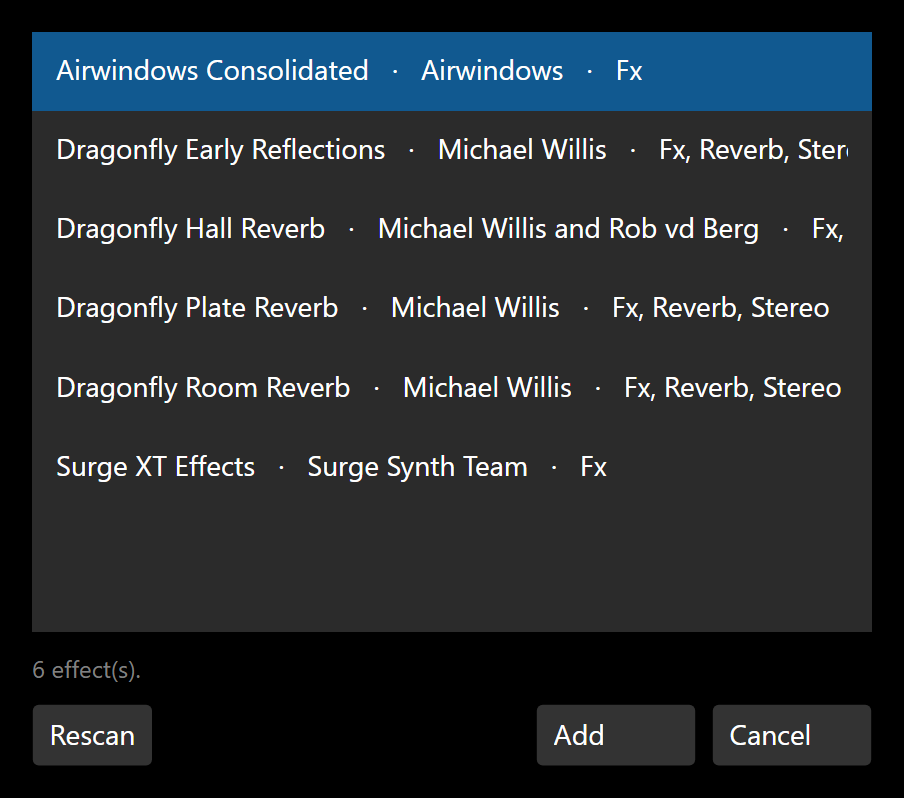 Airwindows Consolidated · Airwindows · Fx
Dragonfly Early Reflections · Michael Willis · Fx, Reverb,
Dragonfly Hall Reverb · Michael Willis and Rob vd Berg · Fx,
Dragonfly Plate Reverb · Michael Willis · Fx, Reverb, Stereo
Dragonfly Room Reverb · Michael Willis · Fx, Reverb, Stereo
Surge XT Effects · Surge Synth Team · Fx
6 effect(s).
Rescan Add Cancel